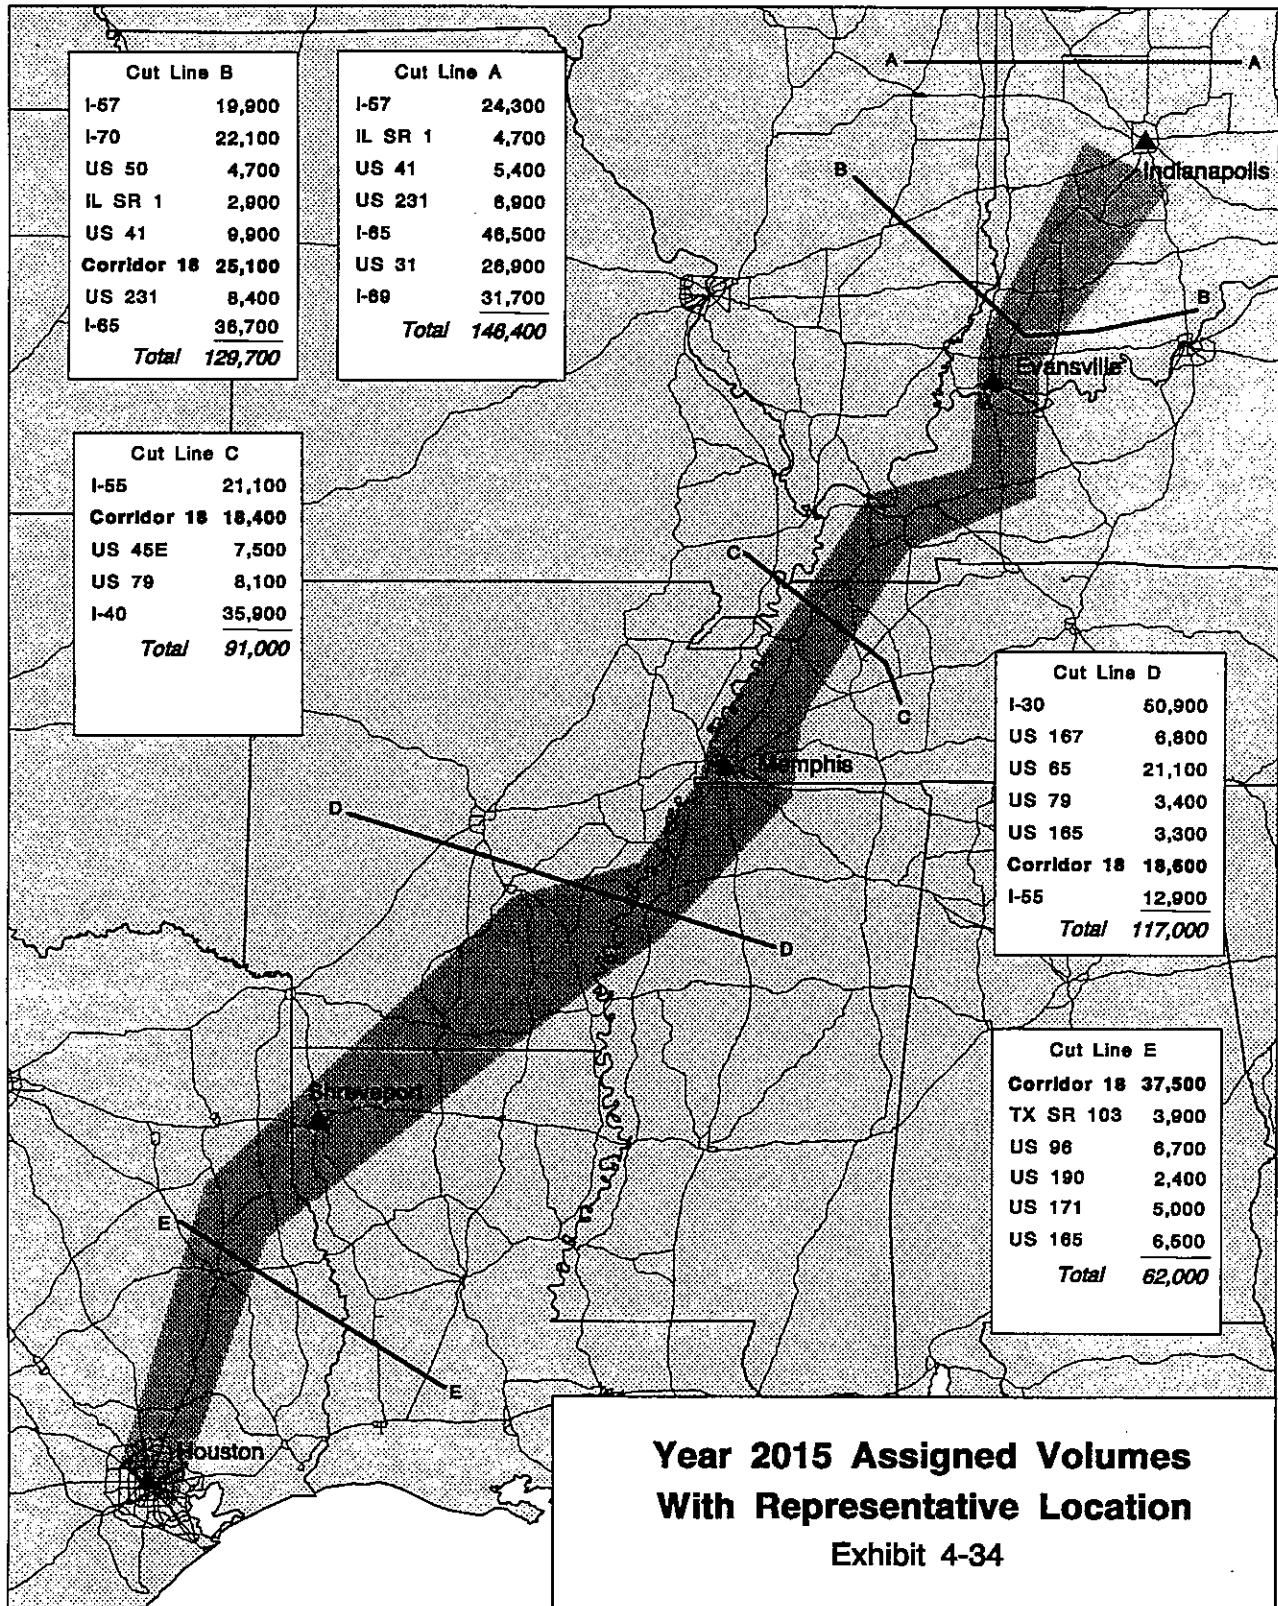 Cut Line B
I-57 19,900
I-70 22,100
US 50 4,700
IL SR 1 2,900
US 41 9,900
Corridor 18 25,100
US 231 8,400
I-65 36,700
Total 129,700
Cut Line A
I-57 24,300
IL SR 1 4,700
US 41 5,400
US 231 6,900
I-65 46,500
US 31 26,900
I-69 31,700
Total 146,400
A
A
Indianapolis
B
B
Evansville
Cut Line C
I-55 21,100
Corridor 18 18,400
US 45E 7,500
US 79 8,100
I-40 35,900
Total 91,000
C
C
Memphis
Cut Line D
I-30 50,900
US 167 6,800
US 65 21,100
US 79 3,400
US 165 3,300
Corridor 18 18,600
I-55 12,900
Total 117,000
D
D
Cut Line E
Corridor 18 37,500
TX SR 103 3,900
US 96 6,700
US 190 2,400
US 171 5,000
US 165 6,500
Total 62,000
Shreveport
E
E
Houston
Year 2015 Assigned Volumes
With Representative Location
Exhibit 4-34